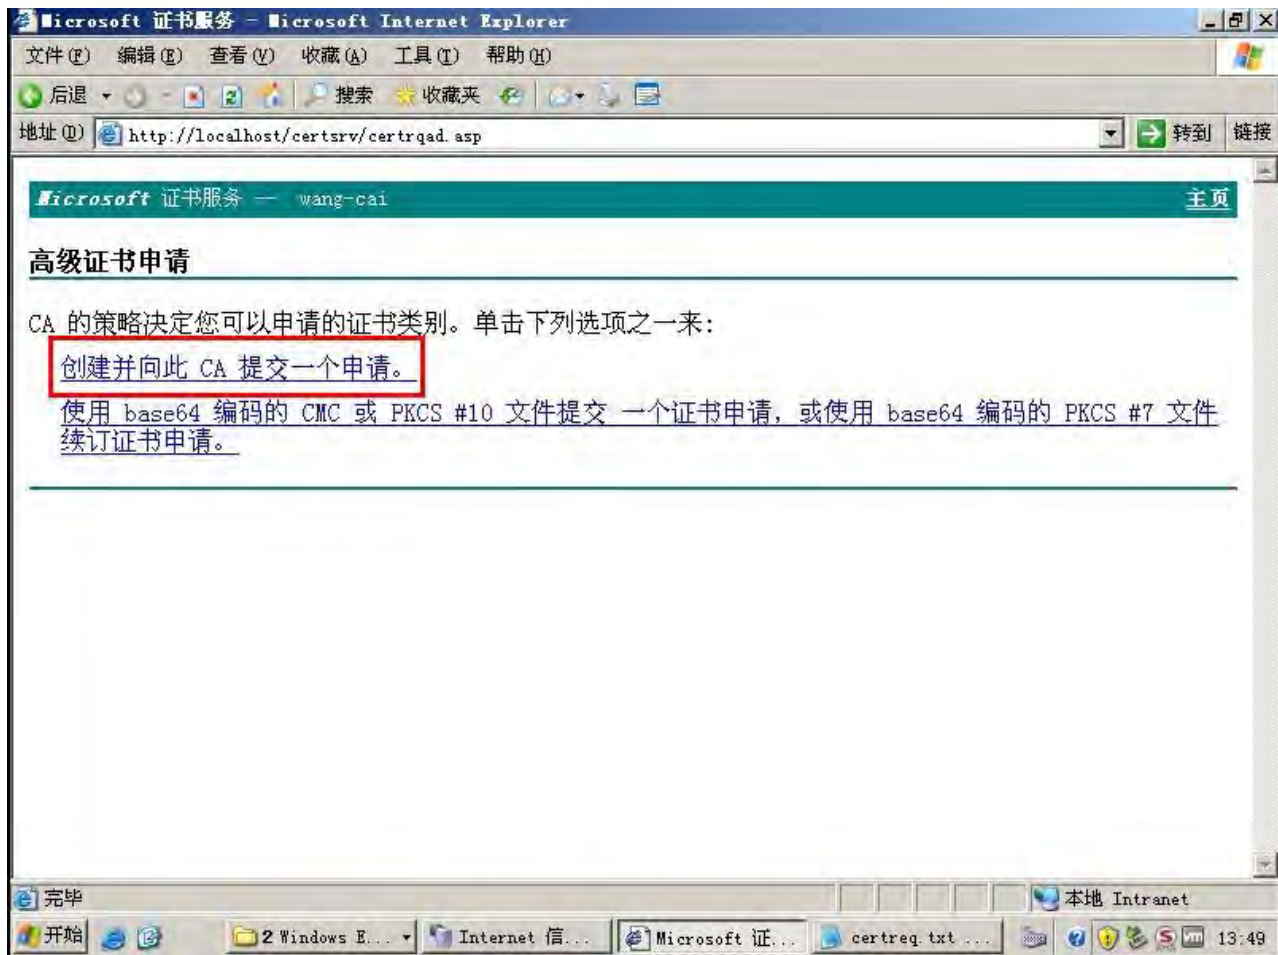 Microsoft 证书服务 - Microsoft Internet Explorer
文件(F) 编辑(E) 查看(V) 收藏(A) 工具(T) 帮助(H)
后退 搜索 收藏夹
地址(D) http://localhost/certsrv/certrqad.asp 转到 链接
Microsoft 证书服务 — wang-cai 主页
高级证书申请
CA 的策略决定您可以申请的证书类别。单击下列选项之一来:
创建并向此 CA 提交一个申请。
使用 base64 编码的 CMC 或 PKCS #10 文件提交 一个证书申请，或使用 base64 编码的 PKCS #7 文件
续订证书申请。
完毕 本地 Intranet
开始 2 Windows E... Internet 信... Microsoft 证... certreq.txt ... 13:49